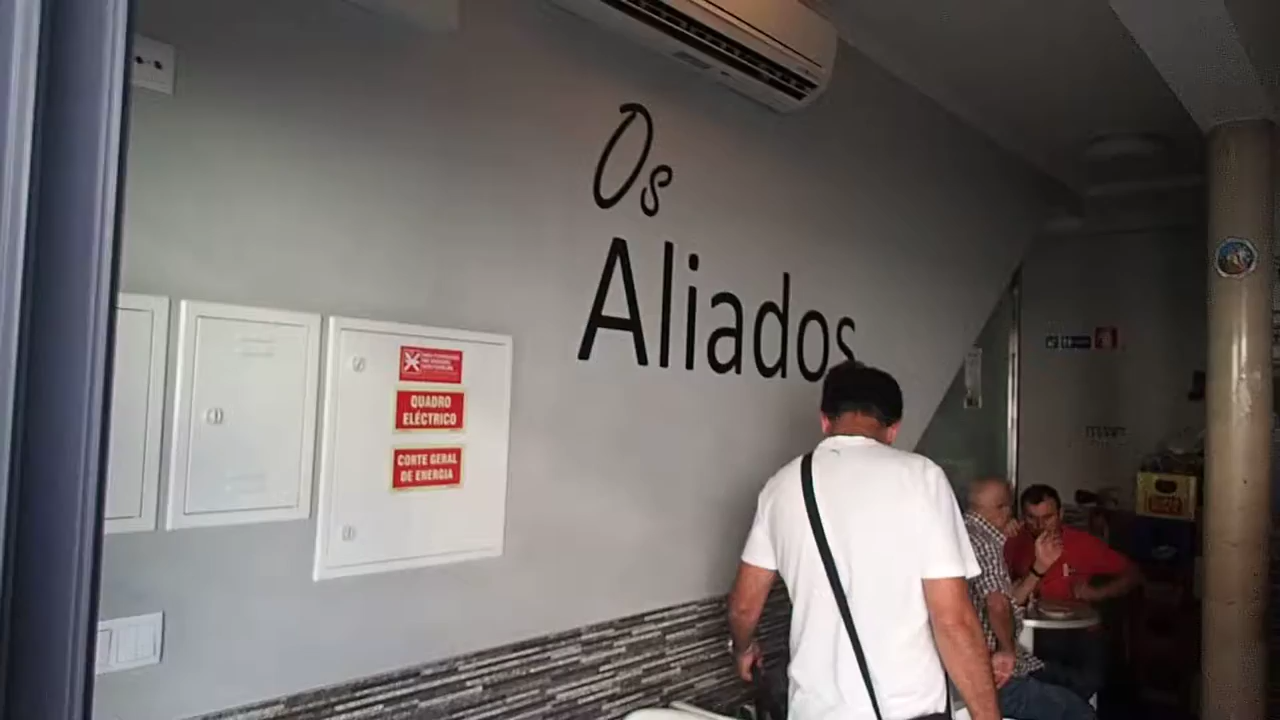 Os
Aliados
QUADRO
ELÉCTRICO
CORTE GERAL
DE ENERGIA